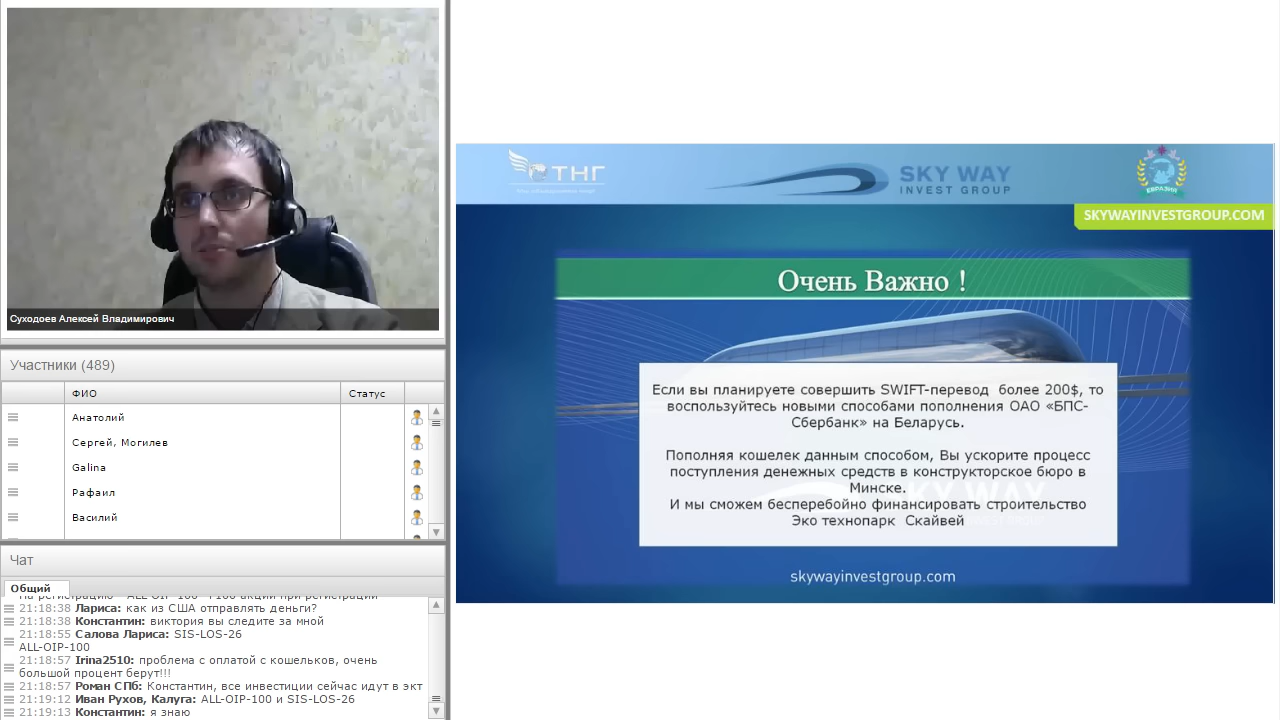 Суходоев Алексей Владимирович
Участники (489)
ФИО
Статус
Анатолий
Сергей, Могилев
Galina
Рафаил
Василий
Чат
Общий
21:18:38 Лариса: как из США отправлять деньги?
21:18:38 Константин: виктория вы следите за мной
21:18:55 Салова Лариса: SIS-LOS-26
ALL-OIP-100
21:18:57 Irina2510: проблема с оплатой с кошельков, очень
большой процент берут!!!
21:18:57 Роман СПб: Константин, все инвестиции сейчас идут в экт
21:19:12 Иван Рухов, Калуга: ALL-OIP-100 и SIS-LOS-26
21:19:13 Константин: я знаю
ТНГ
SKY WAY
INVEST GROUP
ЕВРАЗИЯ
SKYWAYINVESTGROUP.COM
Очень Важно !
Если вы планируете совершить SWIFT-перевод более 200$, то
воспользуйтесь новыми способами пополнения ОАО «БПС-
Сбербанк» на Беларусь.
Пополняя кошелек данным способом, Вы ускорите процесс
поступления денежных средств в конструкторское бюро в
Минске.
И мы сможем бесперебойно финансировать строительство
Эко технопарк Скайвей
skywayinvestgroup.com